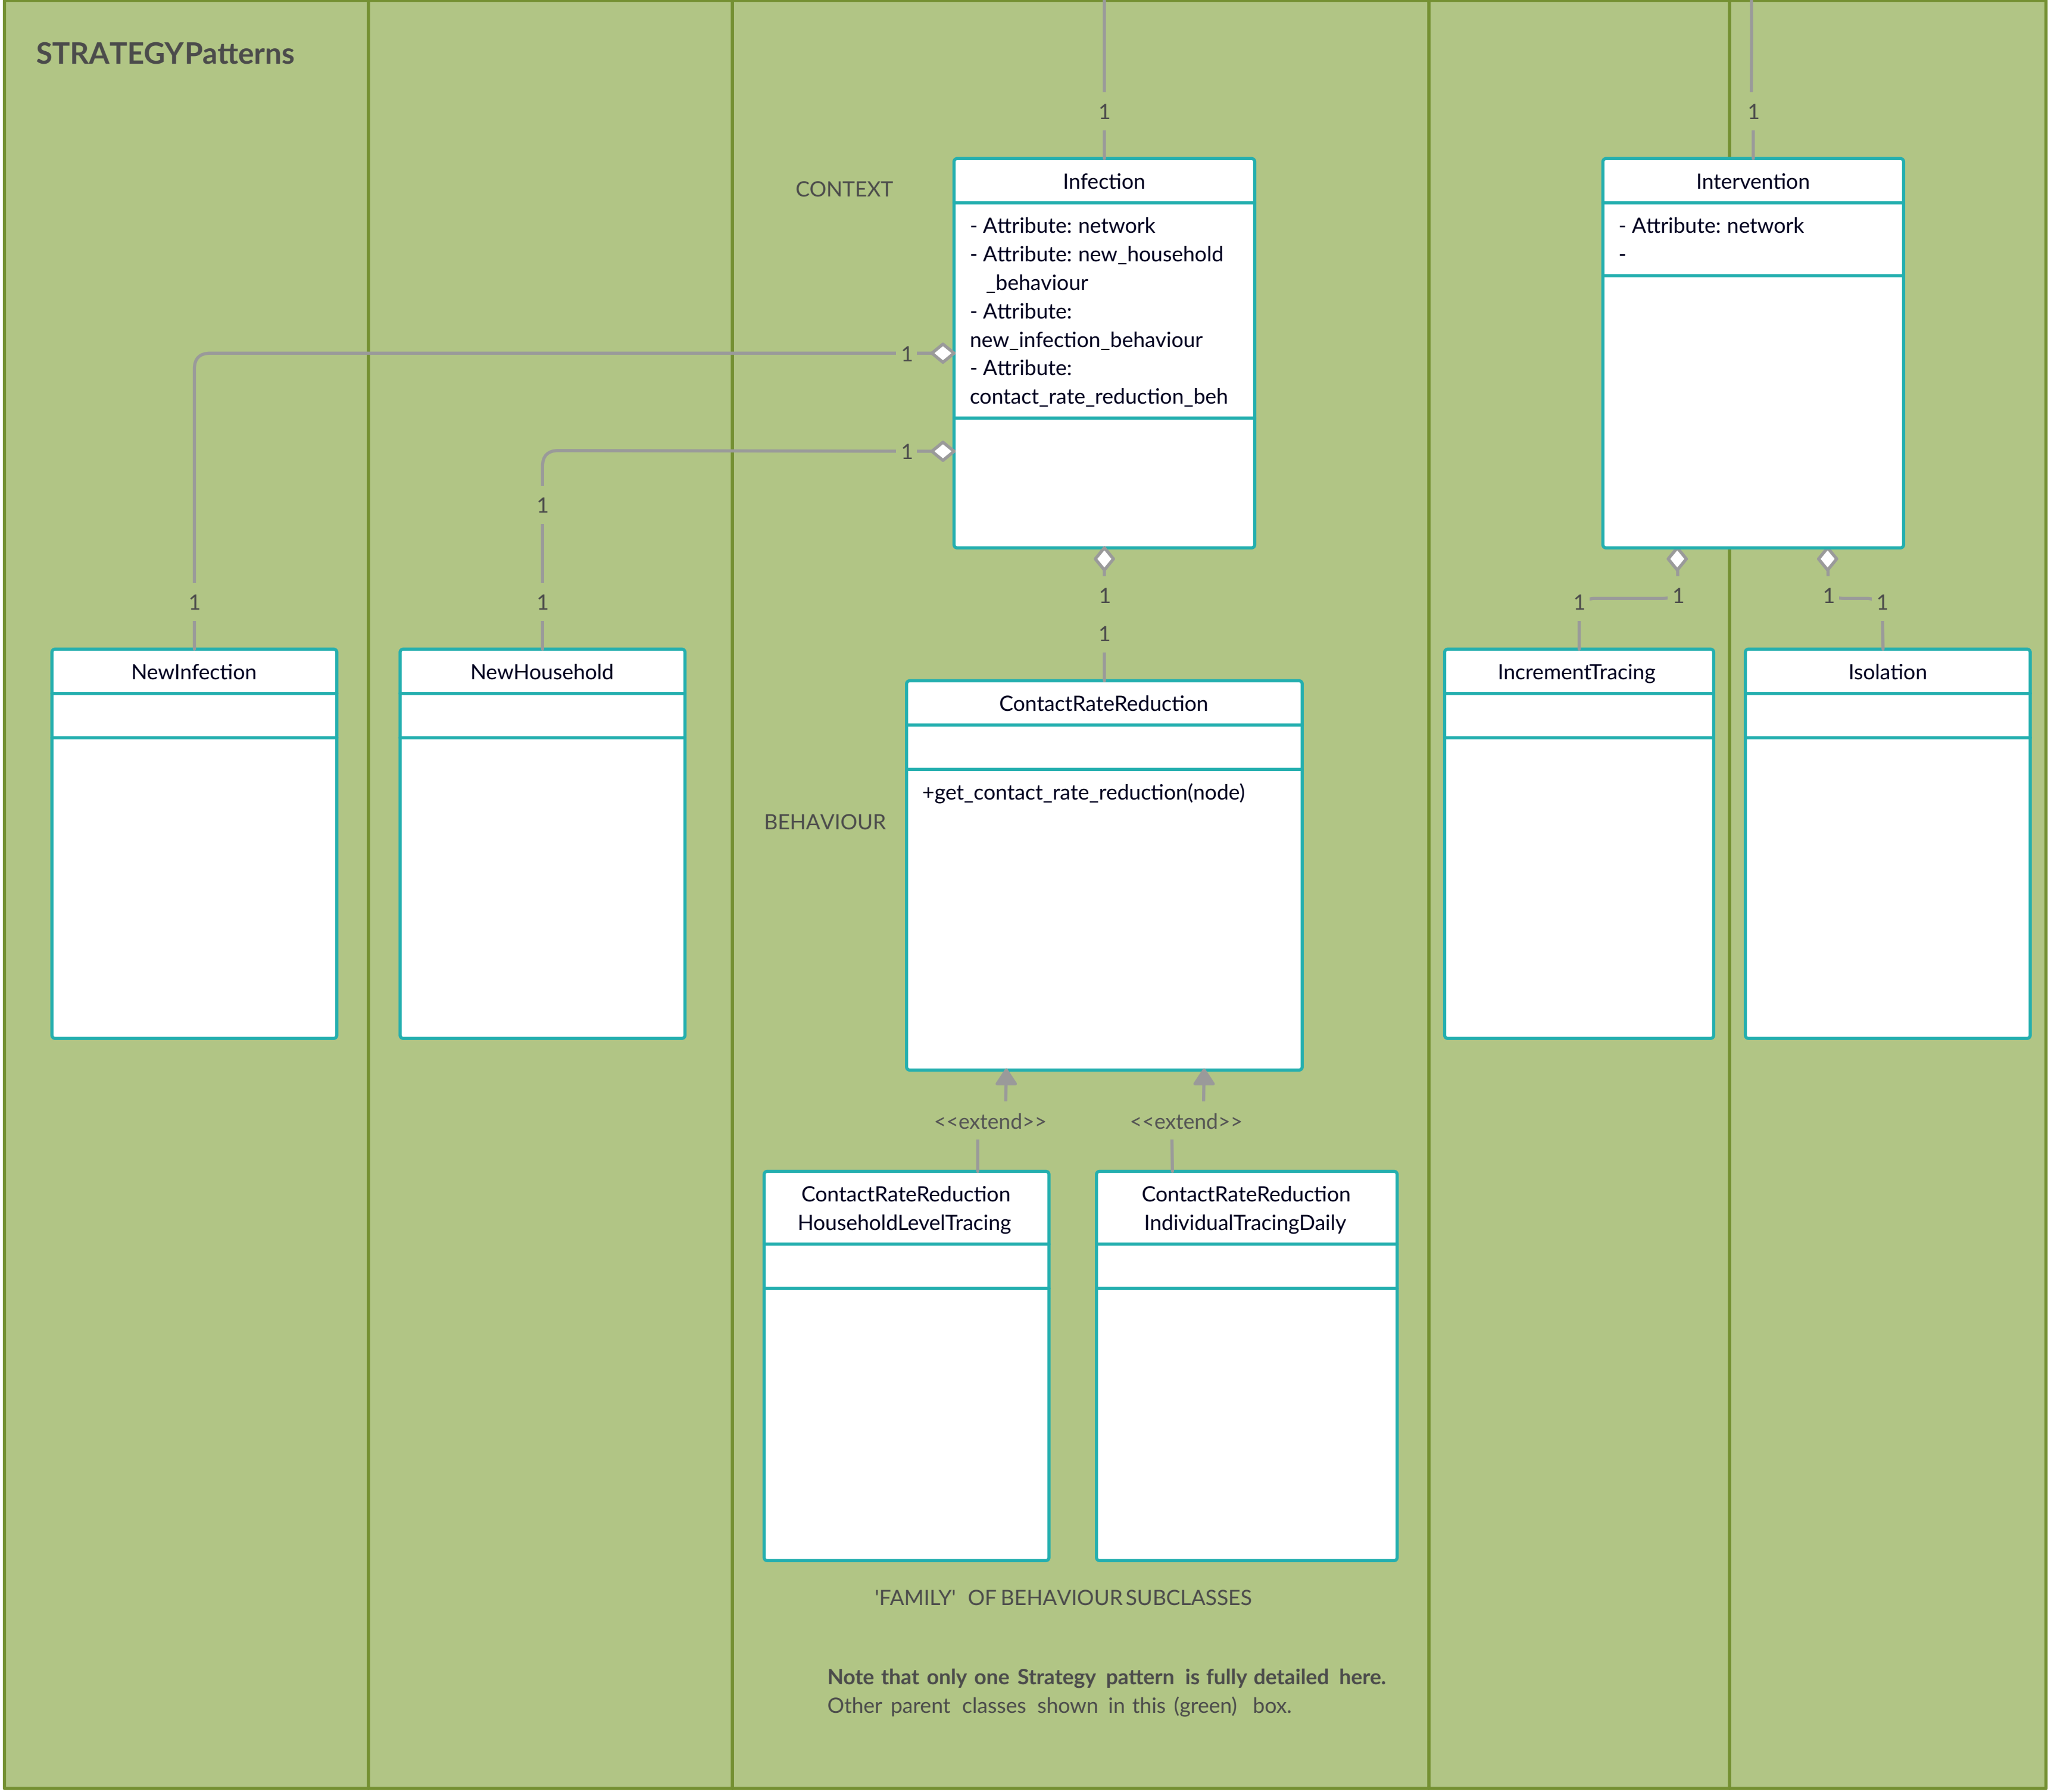 STRATEGY Patterns
1
1
CONTEXT
Infection
- Attribute: network
- Attribute: new_household
_behaviour
- Attribute:
new_infection_behaviour
- Attribute:
contact_rate_reduction_beh
Intervention
- Attribute: network
-
1
1
1
1
1
1
1
1
1
1
1
NewInfection
NewHousehold
ContactRateReduction
+get_contact_rate_reduction(node)
IncrementTracing
Isolation
BEHAVIOUR
<<extend>>
<<extend>>
ContactRateReduction
HouseholdLevelTracing
ContactRateReduction
IndividualTracingDaily
'FAMILY' OF BEHAVIOUR SUBCLASSES
Note that only one Strategy pattern is fully detailed here.
Other parent classes shown in this (green) box.